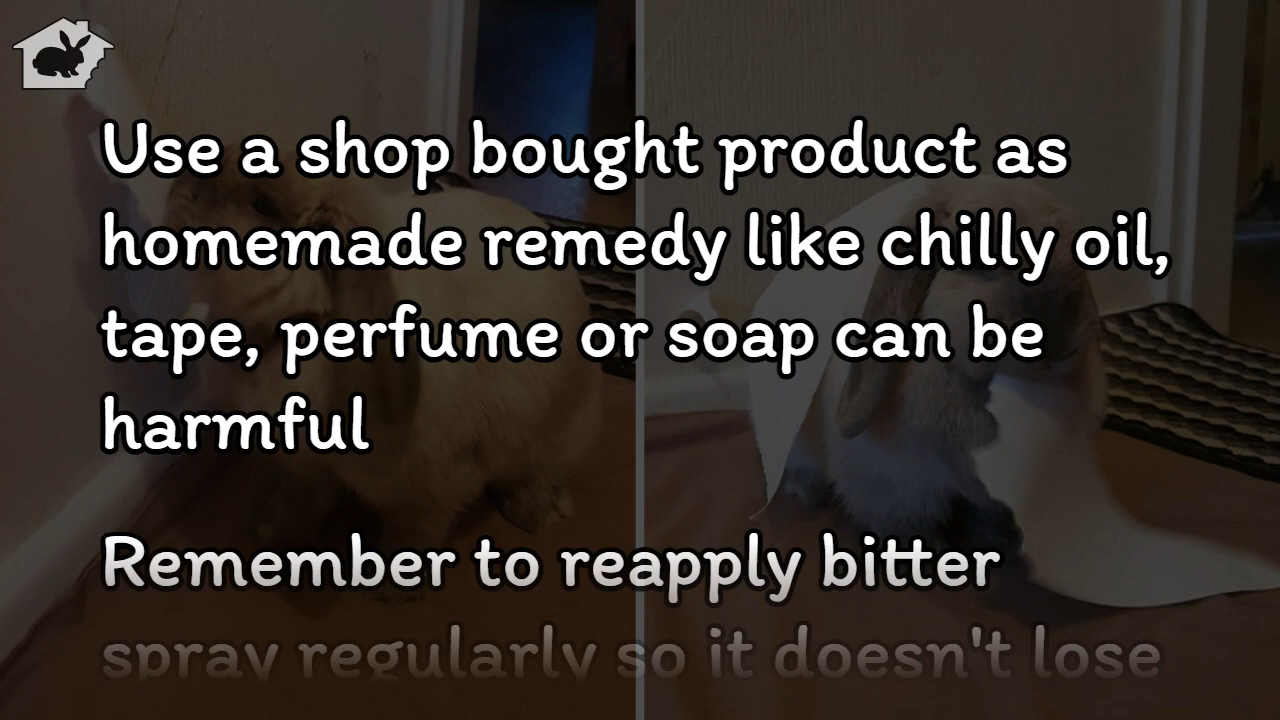 Use a shop bought product as
homemade remedy like chilly oil,
tape, perfume or soap can be
harmful
Remember to reapply bitter
spray regularly so it doesn't lose